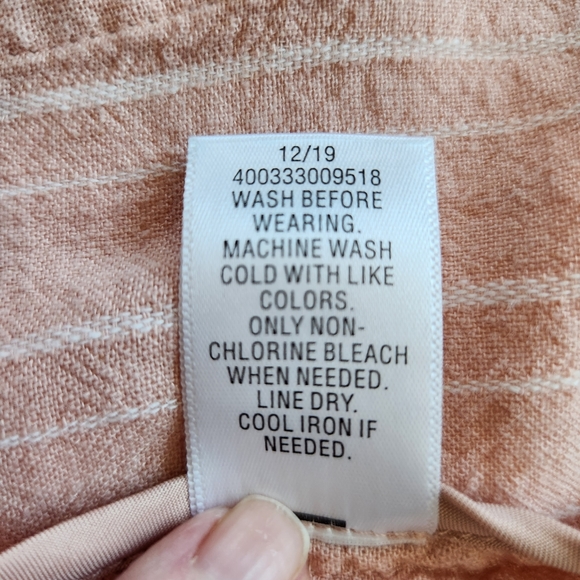 12/19
400333009518
WASH BEFORE
WEARING.
MACHINE WASH
COLD WITH LIKE
COLORS.
ONLY NON-
CHLORINE BLEACH
WHEN NEEDED.
LINE DRY.
COOL IRON IF
NEEDED.